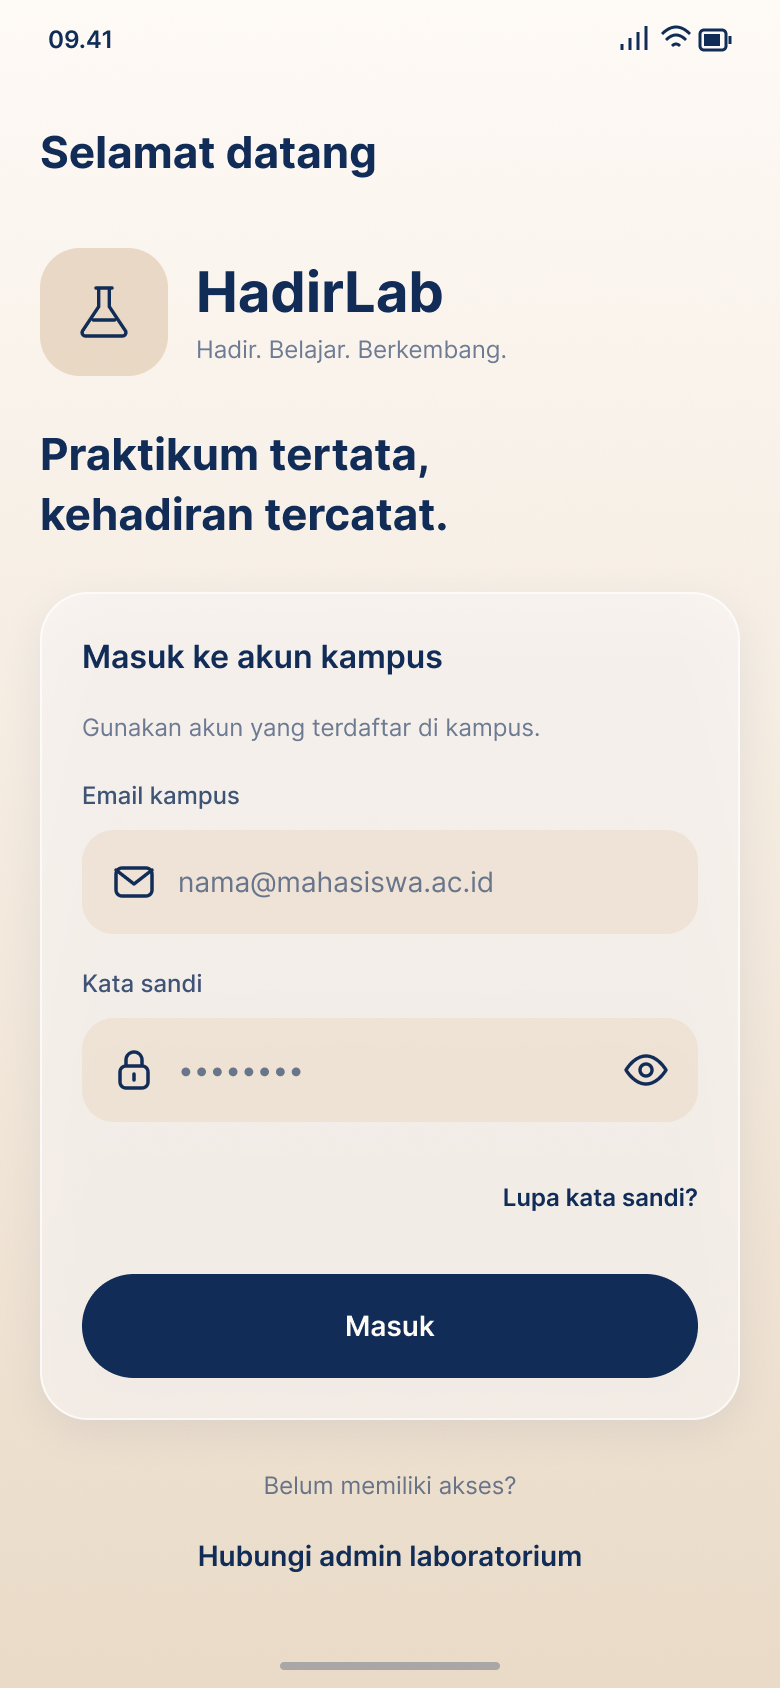 09.41
Selamat datang
HadirLab
Hadir. Belajar. Berkembang.
Praktikum tertata,
kehadiran tercatat.
Masuk ke akun kampus
Gunakan akun yang terdaftar di kampus.
Email kampus
nama@mahasiswa.ac.id
Kata sandi
••••••••
Lupa kata sandi?
Masuk
Belum memiliki akses?
Hubungi admin laboratorium